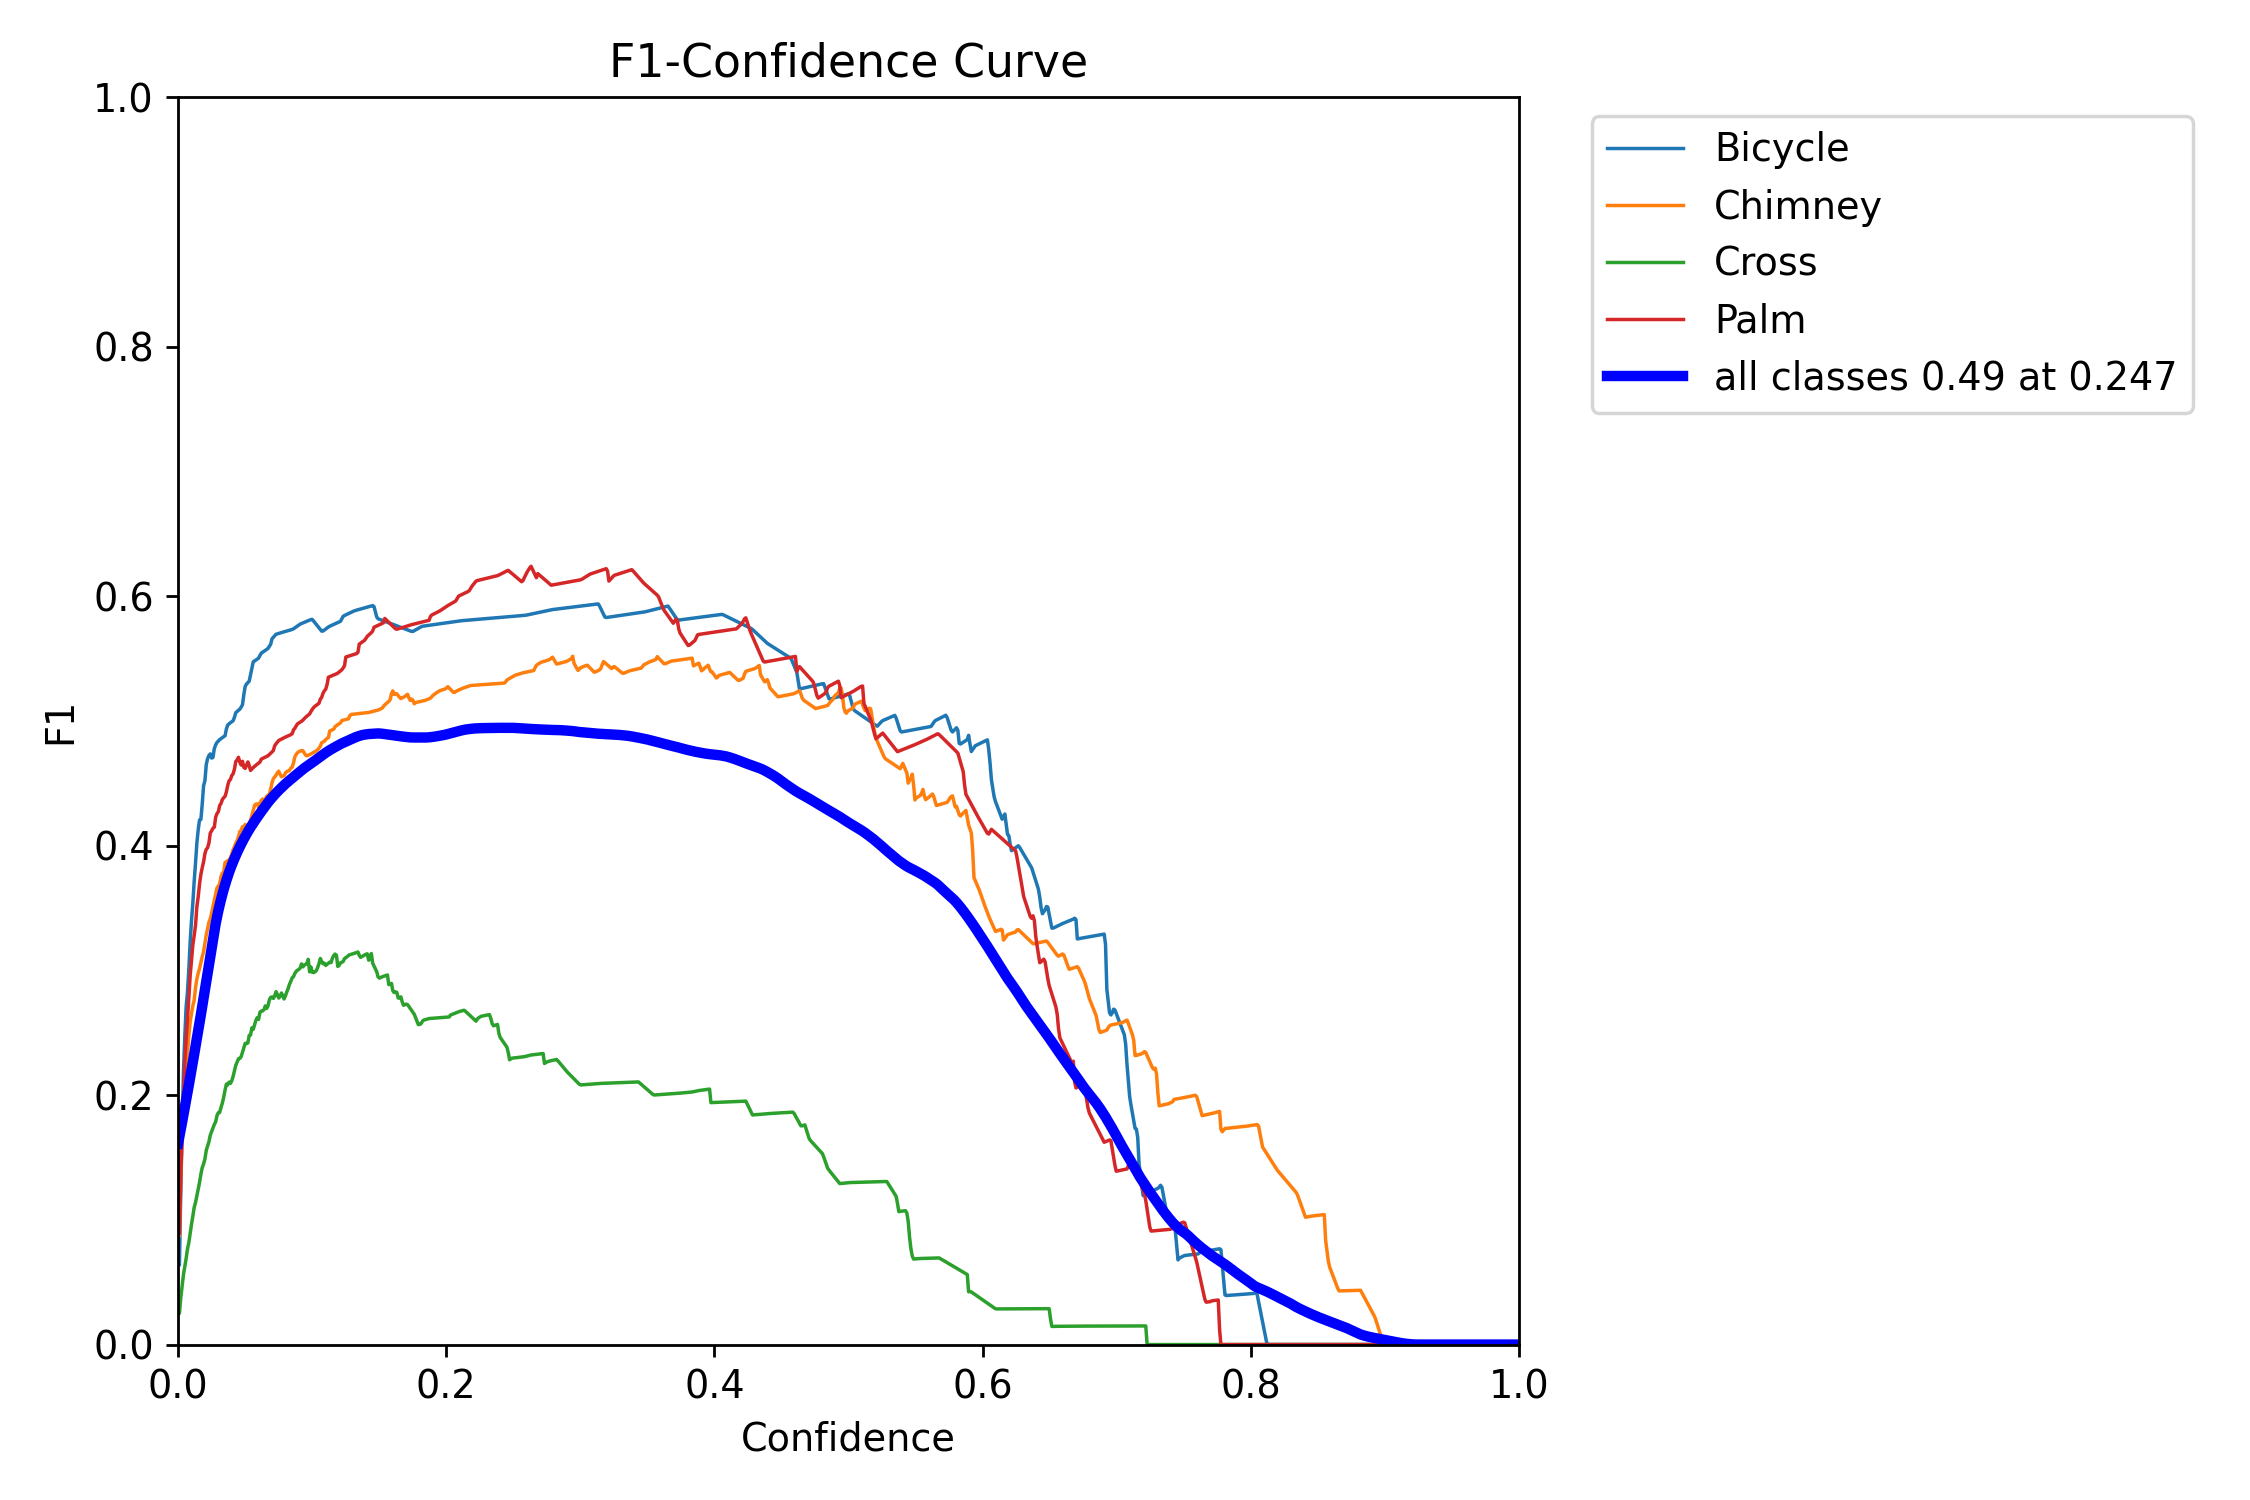 F1-Confidence Curve
1.0
0.8
0.6
0.4
0.2
0.0
F1
0.0 0.2 0.4 0.6 0.8 1.0
Confidence
Bicycle
Chimney
Cross
Palm
all classes 0.49 at 0.247